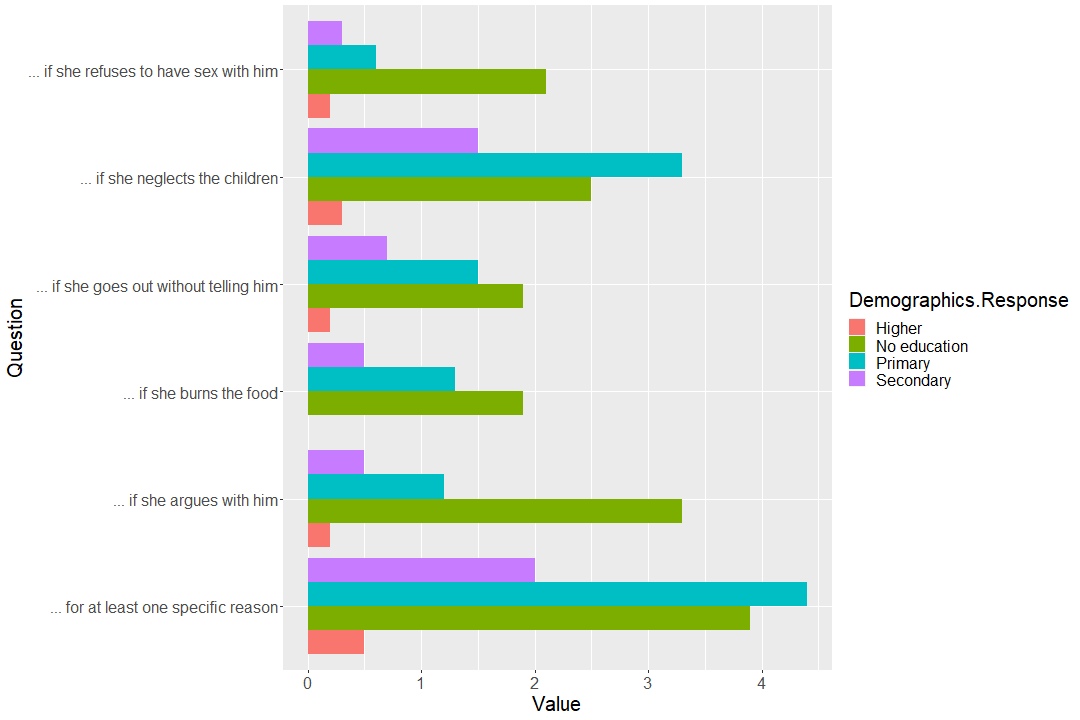 Question
... if she refuses to have sex with him
... if she neglects the children
... if she goes out without telling him
... if she burns the food
... if she argues with him
... for at least one specific reason
0 1 2 3 4
Value
Demographics.Response
Higher
No education
Primary
Secondary